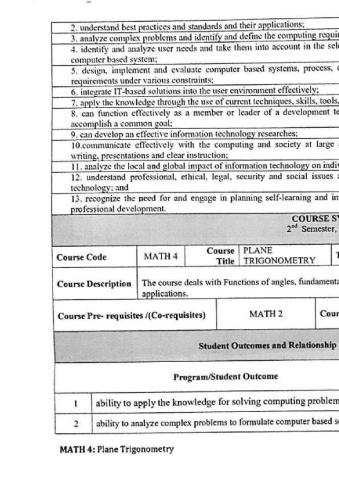 2. understand best practices and standards and their applications;
3. analyze complex problems and identify and define the computing requi
4. identify and analyze user needs and take them into account in the sel
computer based system;
5. design, implement and evaluate computer based systems, process,
requirements under various constraints;
6. integrate IT-based solutions into the user environment effectively;
7. apply the knowledge through the use of current techniques, skills, tools,
8. can function effectively as a member or leader of a development te
accomplish a common goal;
9. can develop an effective information technology researches;
10.communicate effectively with the computing and society at large
writing, presentations and clear instruction;
11. analyze the local and global impact of information technology on indi
12. understand professional, ethical, legal, security and social issues
technology; and
13. recognize the need for and engage in planning self-learning and im
professional development.
COURSE SY
2nd Semester,
Course Code MATH 4 Course Title PLANE TRIGONOMETRY T
Course Description The course deals with Functions of angles, fundamenta
applications.
Course Pre- requisites /(Co-requisites) MATH 2 Cour
Student Outcomes and Relationship
Program/Student Outcome
1 ability to apply the knowledge for solving computing problem
2 ability to analyze complex problems to formulate computer based s
MATH 4: Plane Trigonometry